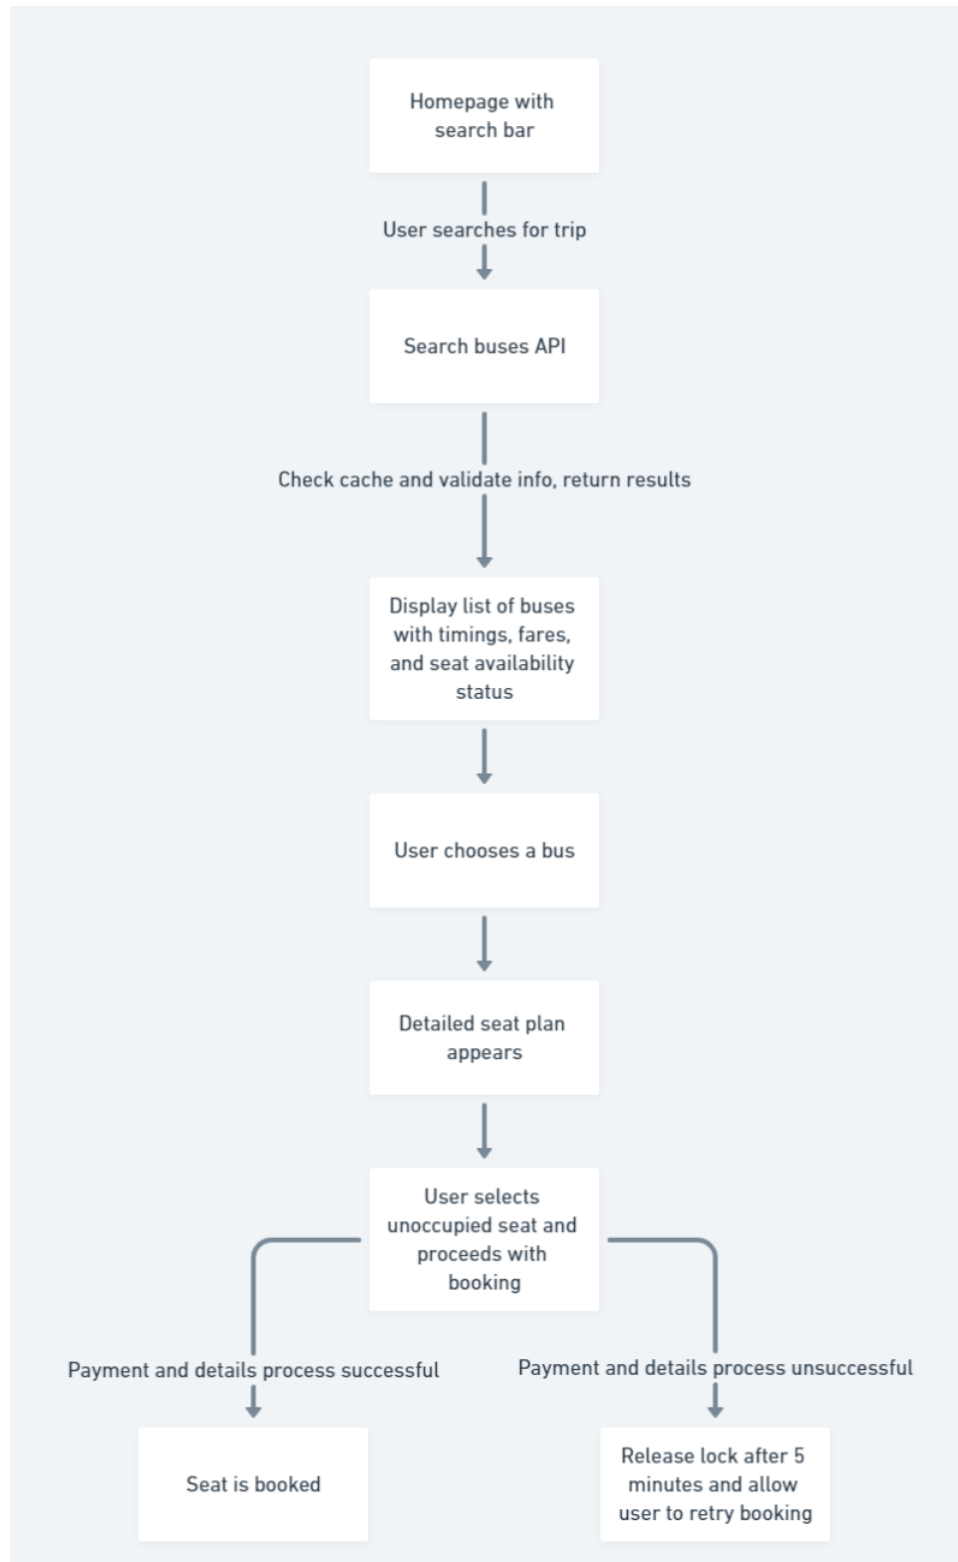 Homepage with
search bar
User searches for trip
Search buses API
Check cache and validate info, return results
Display list of buses
with timings, fares,
and seat availability
status
User chooses a bus
Detailed seat plan
appears
User selects
unoccupied seat and
proceeds with
booking
Payment and details process successful
Payment and details process unsuccessful
Seat is booked
Release lock after 5
minutes and allow
user to retry booking